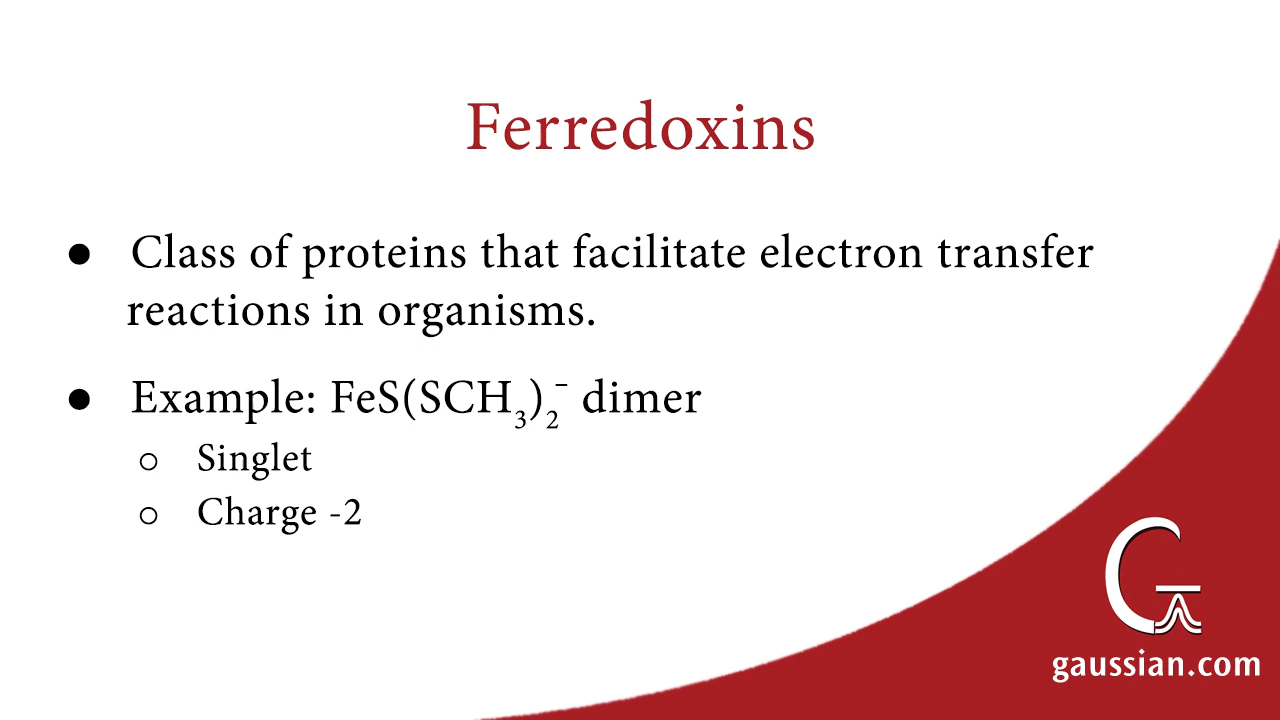 Ferredoxins
● Class of proteins that facilitate electron transfer
reactions in organisms.
● Example: FeS(SCH₃)₂⁻ dimer
○ Singlet
○ Charge -2
G
gaussian.com